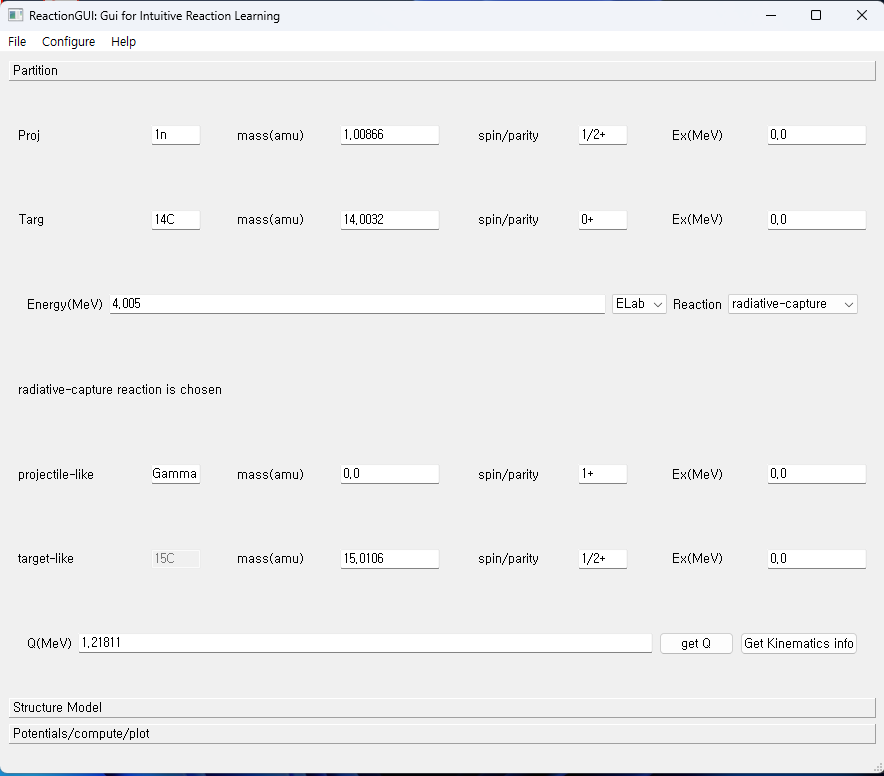 ReactionGUI: Gui for Intuitive Reaction Learning
File Configure Help
Partition
Proj 1n mass(amu) 1.00866 spin/parity 1/2+ Ex(MeV) 0.0
Targ 14C mass(amu) 14.0032 spin/parity 0+ Ex(MeV) 0.0
Energy(MeV) 4.005 ELab Reaction radiative-capture
radiative-capture reaction is chosen
projectile-like Gamma mass(amu) 0.0 spin/parity 1+ Ex(MeV) 0.0
target-like 15C mass(amu) 15.0106 spin/parity 1/2+ Ex(MeV) 0.0
Q(MeV) 1.21811 get Q Get Kinematics info
Structure Model
Potentials/compute/plot